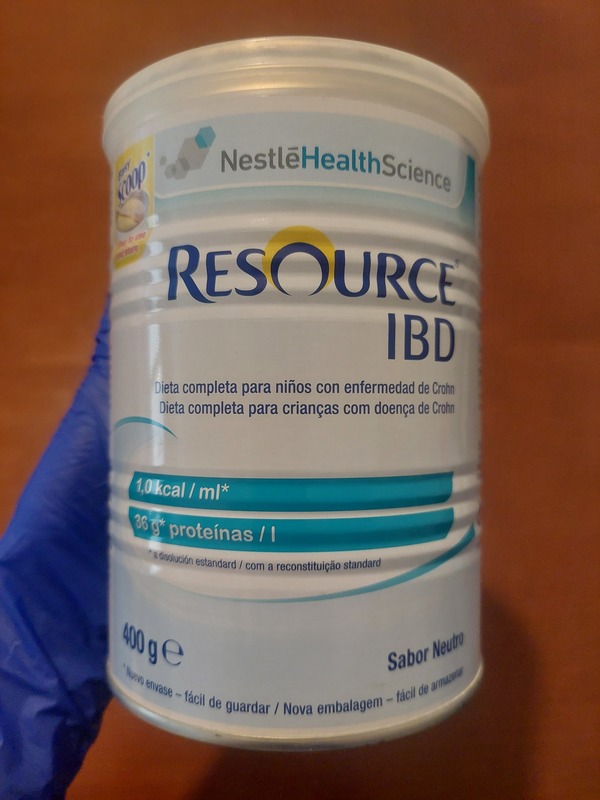 NestléHealthScience
Scoop
RESOURCE
IBD
Dieta completa para niños con enfermedad de Crohn
Dieta completa para crianças com doença de Crohn
1,0 kcal / ml*
36 g* proteínas / l
* a disolución estandard / com a reconstituição standard
400 g ℮
Sabor Neutro
* Nuevo envase – fácil de guardar / Nova embalagem – fácil de armazenar